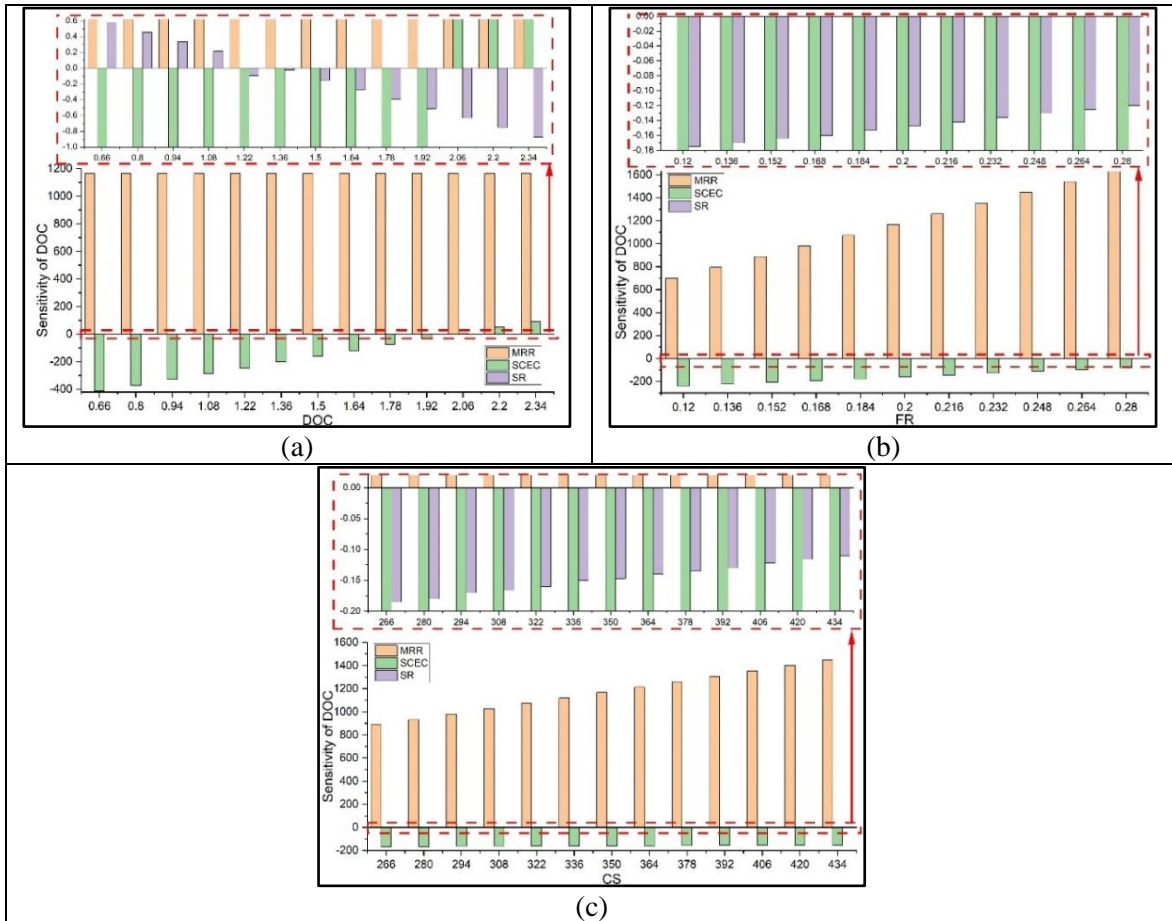 0.6
0.4
0.2
0.0
-0.2
-0.4
-0.6
-0.8
-1.0
0.66 0.8 0.94 1.08 1.22 1.36 1.5 1.64 1.78 1.92 2.06 2.2 2.34
Sensitivity of DOC
1200
1000
800
600
400
200
0
-200
-400
MRR
SCEC
SR
0.66 0.8 0.94 1.08 1.22 1.36 1.5 1.64 1.78 1.92 2.06 2.2 2.34
DOC
(a)
0.00
-0.02
-0.04
-0.06
-0.08
-0.10
-0.12
-0.14
-0.16
-0.18
0.12 0.136 0.152 0.168 0.184 0.2 0.216 0.232 0.248 0.264 0.28
Sensitivity of DOC
1600
1400
1200
1000
800
600
400
200
0
-200
MRR
SCEC
SR
0.12 0.136 0.152 0.168 0.184 0.2 0.216 0.232 0.248 0.264 0.28
FR
(b)
0.00
-0.05
-0.10
-0.15
-0.20
266 280 294 308 322 336 350 364 378 392 406 420 434
Sensitivity of DOC
1600
1400
1200
1000
800
600
400
200
0
-200
MRR
SCEC
SR
266 280 294 308 322 336 350 364 378 392 406 420 434
CS
(c)